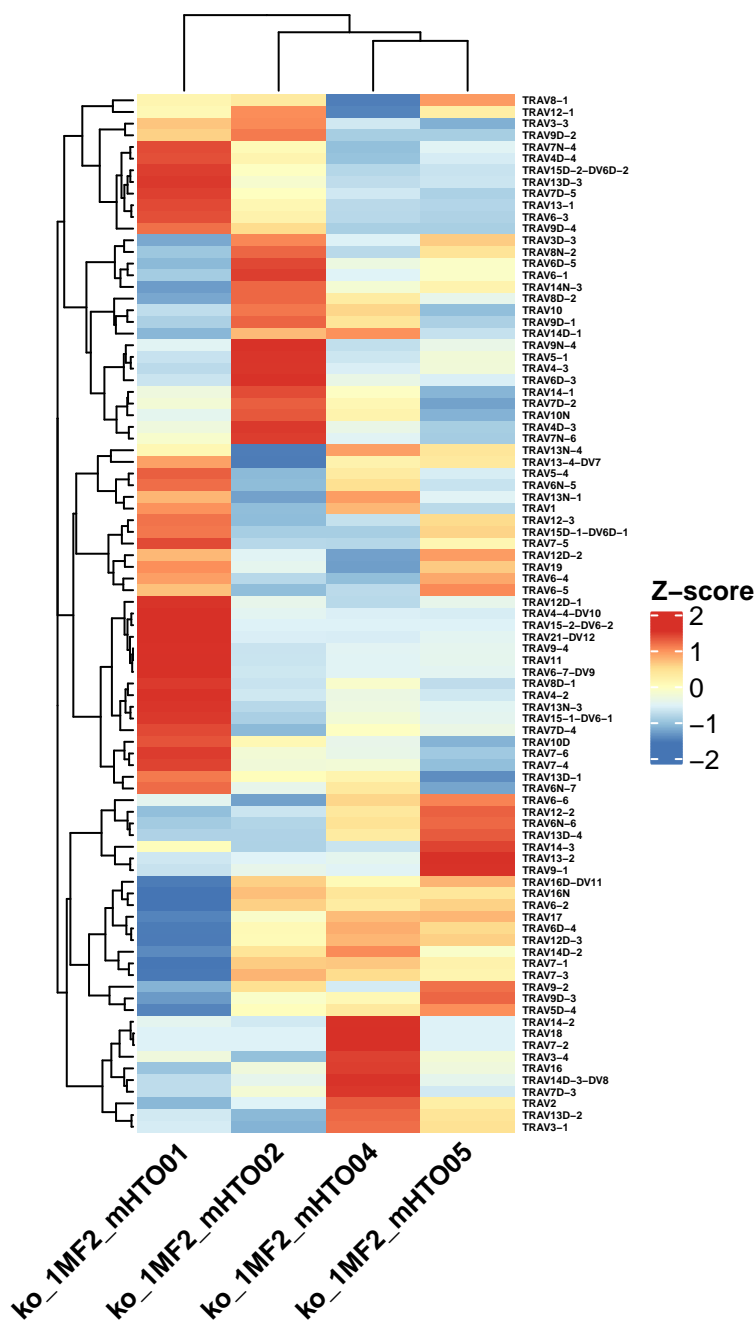 TRAV8−1
TRAV12−1
TRAV3−3
TRAV9D−2
TRAV7N−4
TRAV4D−4
TRAV15D−2−DV6D−2
TRAV13D−3
TRAV7D−5
TRAV13−1
TRAV6−3
TRAV9D−4
TRAV3D−3
TRAV8N−2
TRAV6D−5
TRAV6−1
TRAV14N−3
TRAV8D−2
TRAV10
TRAV9D−1
TRAV14D−1
TRAV9N−4
TRAV5−1
TRAV4−3
TRAV6D−3
TRAV14−1
TRAV7D−2
TRAV10N
TRAV4D−3
TRAV7N−6
TRAV13N−4
TRAV13−4−DV7
TRAV5−4
TRAV6N−5
TRAV13N−1
TRAV1
TRAV12−3
TRAV15D−1−DV6D−1
TRAV7−5
TRAV12D−2
TRAV19
TRAV6−4
TRAV6−5
TRAV12D−1
TRAV4−4−DV10
TRAV15−2−DV6−2
TRAV21−DV12
TRAV9−4
TRAV11
TRAV6−7−DV9
TRAV8D−1
TRAV4−2
TRAV13N−3
TRAV15−1−DV6−1
TRAV7D−4
TRAV10D
TRAV7−6
TRAV7−4
TRAV13D−1
TRAV6N−7
TRAV6−6
TRAV12−2
TRAV6N−6
TRAV13D−4
TRAV14−3
TRAV13−2
TRAV9−1
TRAV16D−DV11
TRAV16N
TRAV6−2
TRAV17
TRAV6D−4
TRAV12D−3
TRAV14D−2
TRAV7−1
TRAV7−3
TRAV9−2
TRAV9D−3
TRAV5D−4
TRAV14−2
TRAV18
TRAV7−2
TRAV3−4
TRAV16
TRAV14D−3−DV8
TRAV7D−3
TRAV2
TRAV13D−2
TRAV3−1
Z−score
2
1
0
−1
−2
ko_1MF2_mHTO01
ko_1MF2_mHTO02
ko_1MF2_mHTO04
ko_1MF2_mHTO05